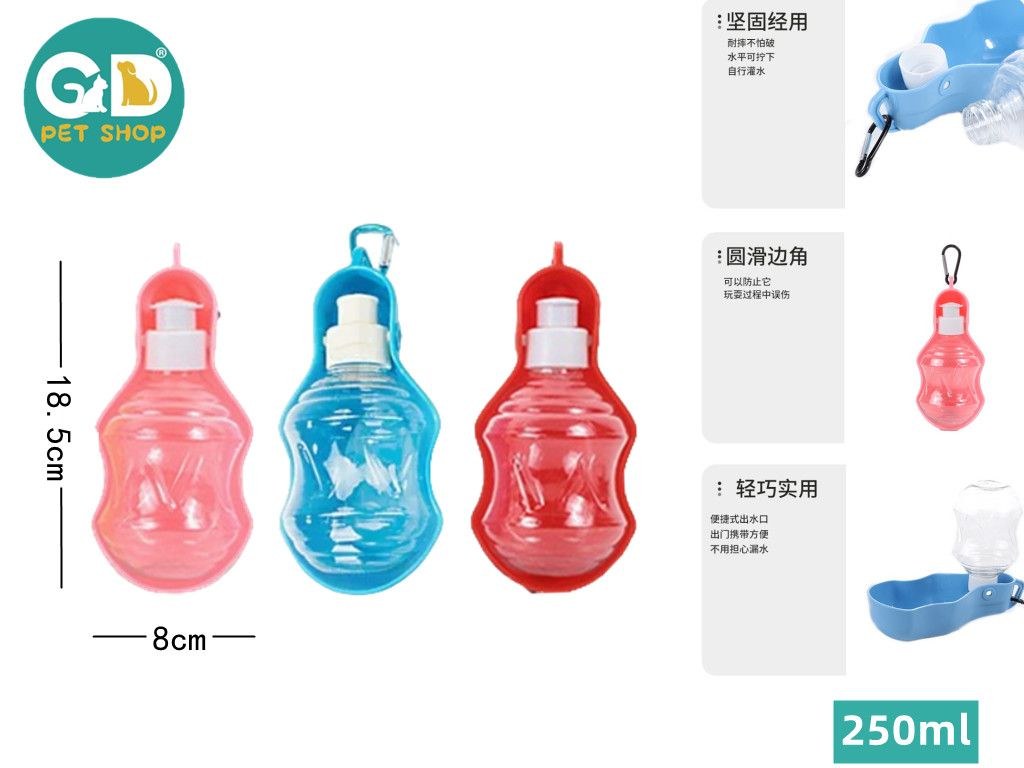 GD®
PET SHOP
坚固经用
耐摔不怕破
水平可拧下
自行灌水
圆滑边角
可以防止它
玩耍过程中误伤
轻巧实用
便捷式出水口
出门携带方便
不用担心漏水
18.5cm
8cm
250ml